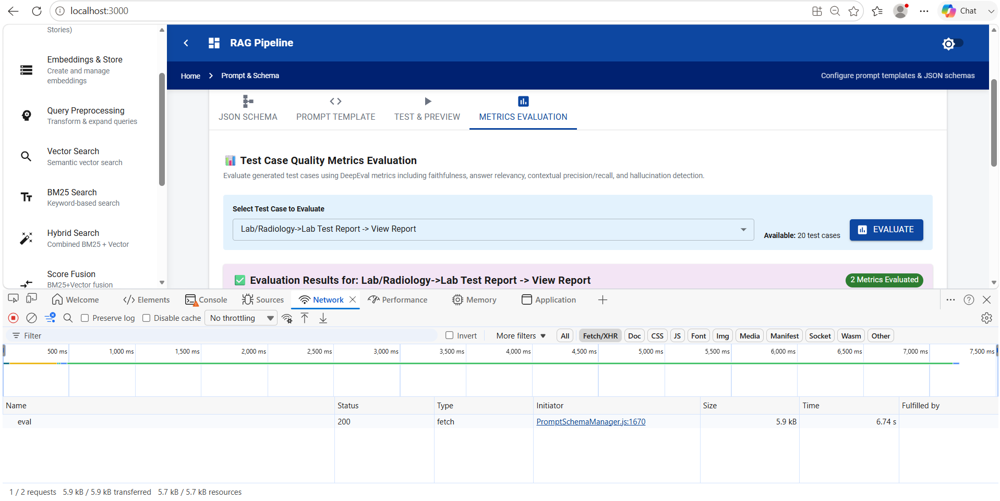 localhost:3000
Chat
Stories)
Embeddings & Store
Create and manage
embeddings
Query Preprocessing
Transform & expand queries
Vector Search
Semantic vector search
Tт BM25 Search
Keyword-based search
Hybrid Search
Combined BM25 + Vector
Score Fusion
BM25+Vector fusion
RAG Pipeline
Home > Prompt & Schema
Configure prompt templates & JSON schemas
JSON SCHEMA
PROMPT TEMPLATE
TEST & PREVIEW
METRICS EVALUATION
Test Case Quality Metrics Evaluation
Evaluate generated test cases using DeepEval metrics including faithfulness, answer relevancy, contextual precision/recall, and hallucination detection.
Select Test Case to Evaluate
Lab/Radiology->Lab Test Report -> View Report
Available: 20 test cases
EVALUATE
Evaluation Results for: Lab/Radiology->Lab Test Report -> View Report
2 Metrics Evaluated
Welcome Elements Console Sources Network Performance Memory Application
Preserve log Disable cache No throttling
Filter Invert More filters All Fetch/XHR Doc CSS JS Font Img Media Manifest Socket Wasm Other
500 ms 1,000 ms 1,500 ms 2,000 ms 2,500 ms 3,000 ms 3,500 ms 4,000 ms 4,500 ms 5,000 ms 5,500 ms 6,000 ms 6,500 ms 7,000 ms 7,500 ms
Name Status Type Initiator Size Time Fulfilled by
eval 200 fetch PromptSchemaManager.js:1670 5.9 kB 6.74 s
1 / 2 requests 5.9 kB / 5.9 kB transferred 5.7 kB / 5.7 kB resources